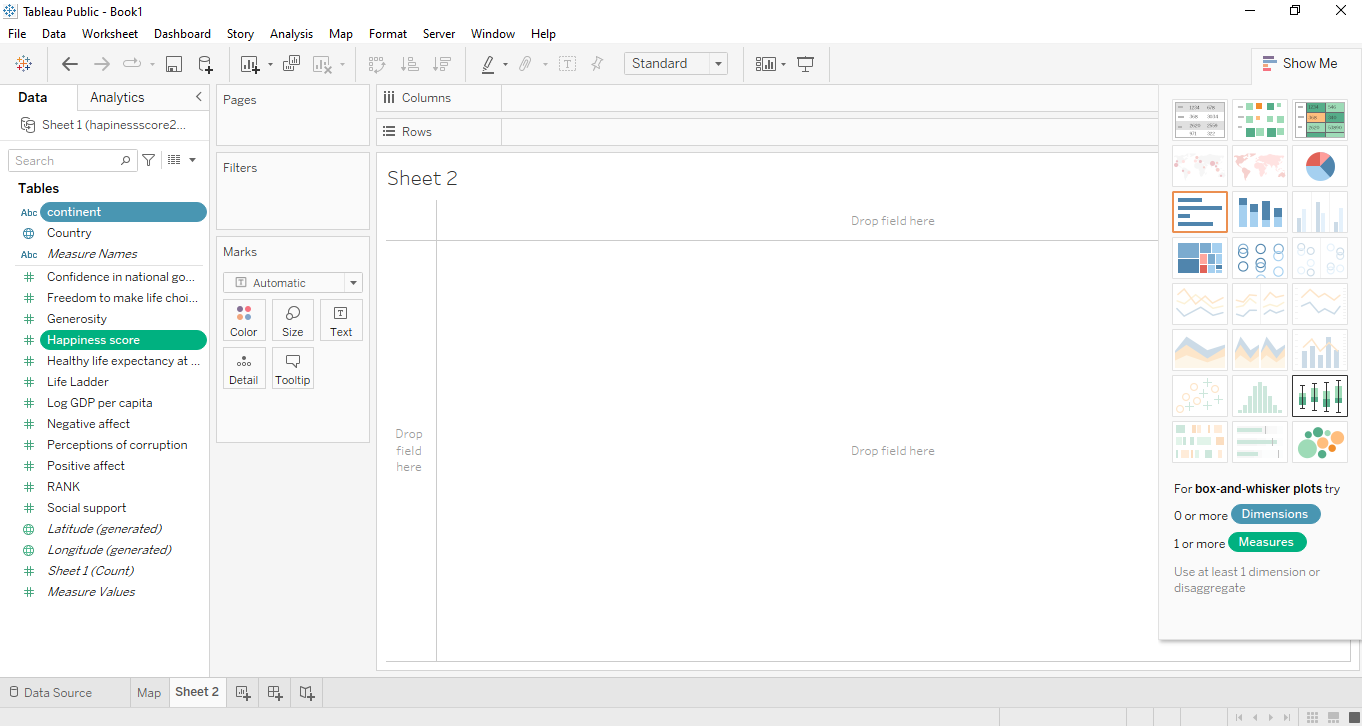 Tableau Public - Book1
File Data Worksheet Dashboard Story Analysis Map Format Server Window Help
Standard
Show Me
Data Analytics
Sheet 1 (hapinessscore2...
Search
Tables
Abc continent
Country
Abc Measure Names
Confidence in national go...
Freedom to make life choi...
Generosity
Happiness score
Healthy life expectancy at ...
Life Ladder
Log GDP per capita
Negative affect
Perceptions of corruption
Positive affect
RANK
Social support
Latitude (generated)
Longitude (generated)
Sheet 1 (Count)
Measure Values
Pages
Filters
Marks
Automatic
Color Size Text
Detail Tooltip
Columns
Rows
Sheet 2
Drop field here
Drop
field
here
Drop field here
For box-and-whisker plots try
0 or more Dimensions
1 or more Measures
Use at least 1 dimension or
disaggregate
Data Source Map Sheet 2